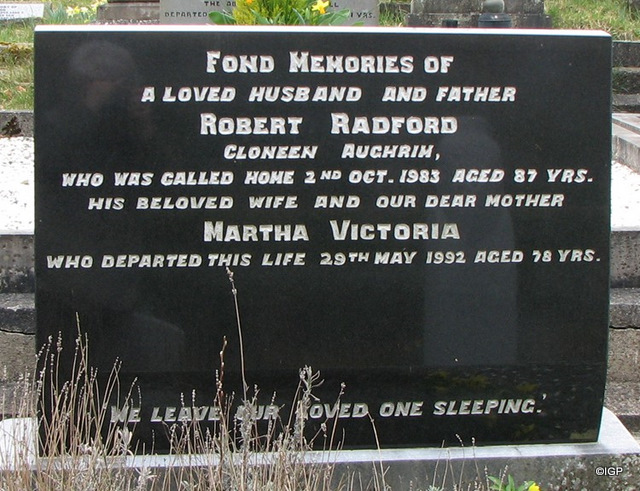 DEPARTED
FOND MEMORIES OF
A LOVED HUSBAND AND FATHER
ROBERT RADFORD
CLONEEN AUGHRIM,
WHO WAS CALLED HOME 2ND OCT. 1983 AGED 87 YRS.
HIS BELOVED WIFE AND OUR DEAR MOTHER
MARTHA VICTORIA
WHO DEPARTED THIS LIFE 29TH MAY 1992 AGED 78 YRS.
'WE LEAVE OUR LOVED ONE SLEEPING.'
©IGP